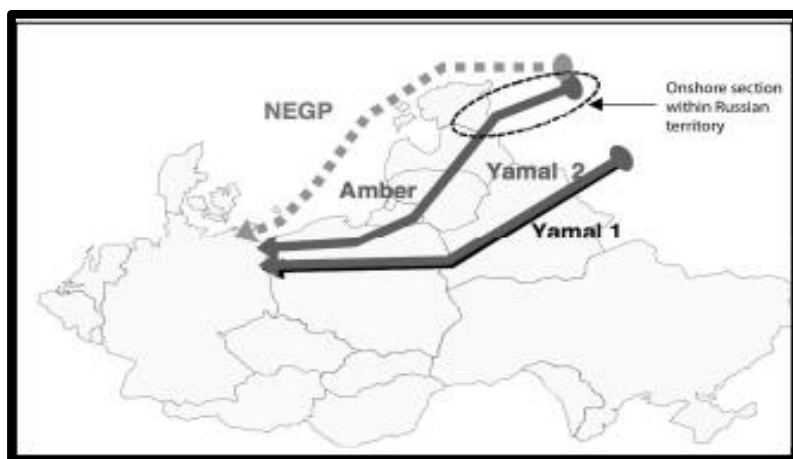 NEGP
Onshore section
within Russian
territory
Amber
Yamal 2
Yamal 1